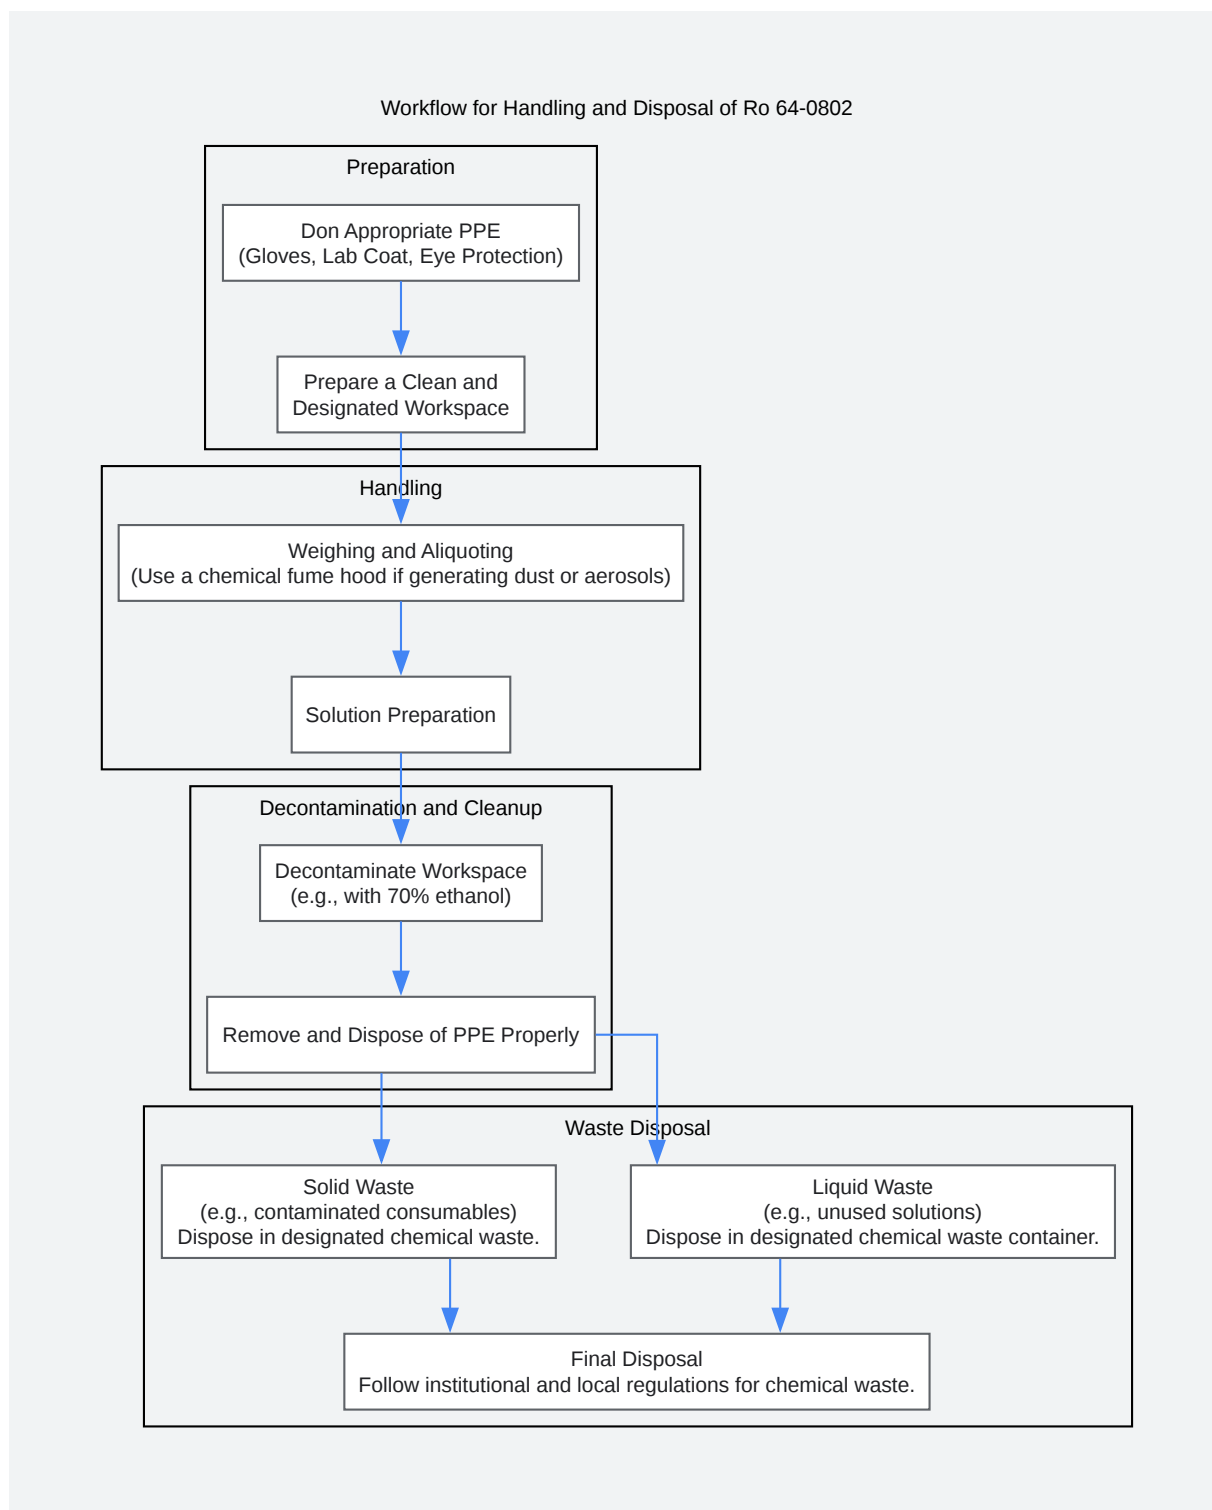 Workflow for Handling and Disposal of Ro 64-0802
Preparation
Don Appropriate PPE
(Gloves, Lab Coat, Eye Protection)
Prepare a Clean and
Designated Workspace
Handling
Weighing and Aliquoting
(Use a chemical fume hood if generating dust or aerosols)
Solution Preparation
Decontamination and Cleanup
Decontaminate Workspace
(e.g., with 70% ethanol)
Remove and Dispose of PPE Properly
Waste Disposal
Solid Waste
(e.g., contaminated consumables)
Dispose in designated chemical waste.
Liquid Waste
(e.g., unused solutions)
Dispose in designated chemical waste container.
Final Disposal
Follow institutional and local regulations for chemical waste.